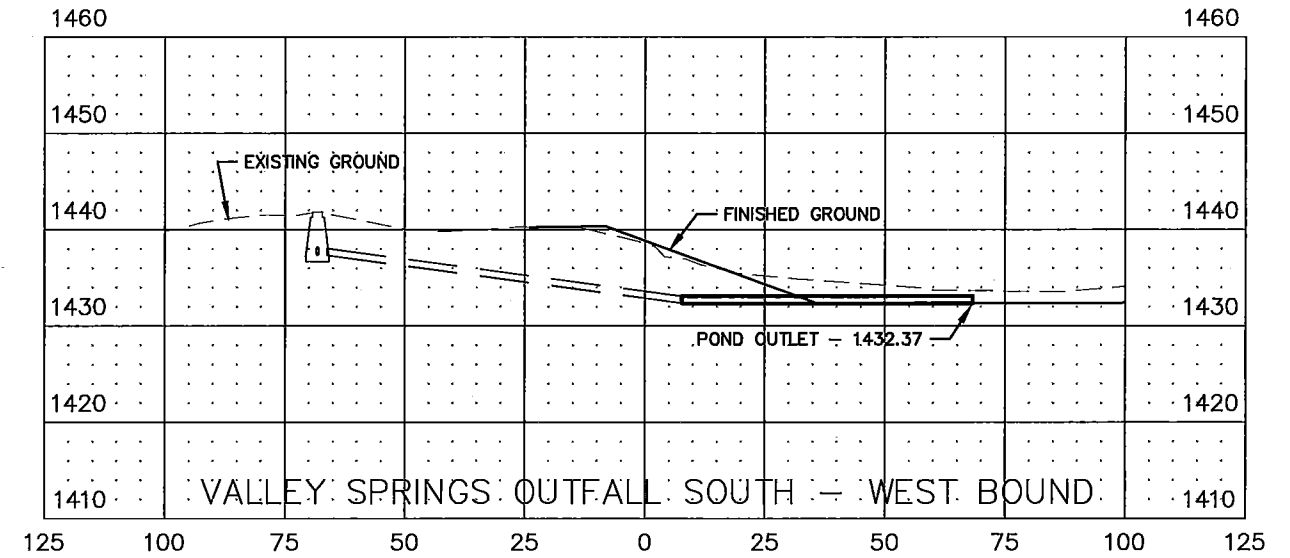 1460 1460
1450 1450
EXISTING GROUND
1440 1440
FINISHED GROUND
1430 1430
POND OUTLET – 1432.37
1420 1420
VALLEY SPRINGS OUTFALL SOUTH – WEST BOUND
1410 1410
125 100 75 50 25 0 25 50 75 100 125